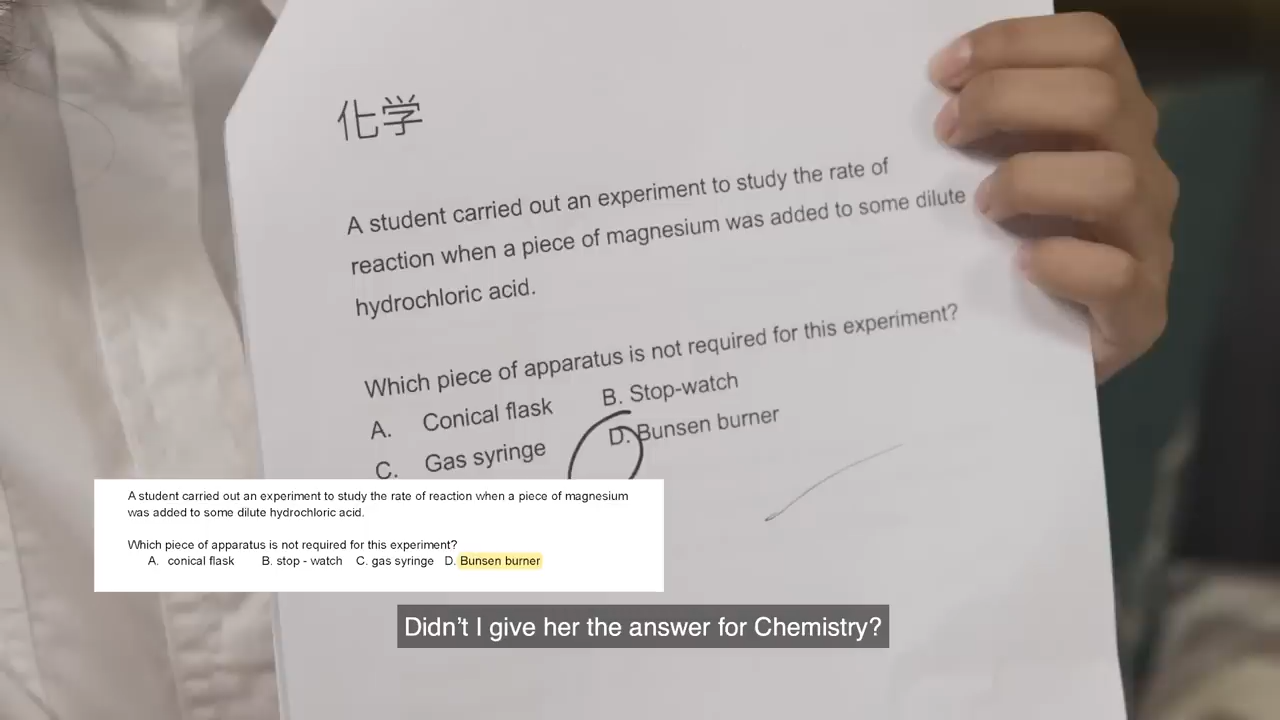 化学
A student carried out an experiment to study the rate of
reaction when a piece of magnesium was added to some dilute
hydrochloric acid.
Which piece of apparatus is not required for this experiment?
A. Conical flask B. Stop-watch
C. Gas syringe D. Bunsen burner
A student carried out an experiment to study the rate of reaction when a piece of magnesium
was added to some dilute hydrochloric acid.
Which piece of apparatus is not required for this experiment?
A. conical flask B. stop - watch C. gas syringe D. Bunsen burner
Didn't I give her the answer for Chemistry?